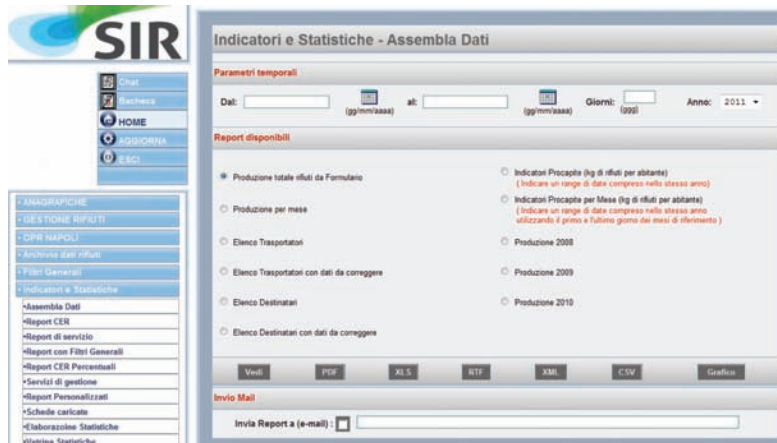 SIR
Chat
Bacheca
HOME
AGGIORNA
ESCI
•ANAGRAFICHE
•GESTIONE RIFIUTI
•OPR NAPOLI
•Archivio dati rifiuti
•Filtri Generali
•Indicatori e Statistiche
•Assembla Dati
•Report CER
•Report di servizio
•Report con Filtri Generali
•Report CER Percentuali
•Servizi di gestione
•Report Personalizzati
•Schede caricate
•Elaborazoine Statistiche
•Vetrina Statistiche
Indicatori e Statistiche - Assembla Dati
Parametri temporali
Dal: (gg/mm/aaaa) al: (gg/mm/aaaa) Giorni: (ggg) Anno: 2011
Report disponibili
Produzione totale rifiuti da Formulario
Produzione per mese
Elenco Trasportatori
Elenco Trasportatori con dati da correggere
Elenco Destinatari
Elenco Destinatari con dati da correggere
Indicatori Procapite (kg di rifiuti per abitante)
( Indicare un range di date compreso nello stesso anno)
Indicatori Procapite per Mese (kg di rifiuti per abitante)
( Indicare un range di date compreso nello stesso anno
utilizzando il primo e l'ultimo giorno dei mesi di riferimento )
Produzione 2008
Produzione 2009
Produzione 2010
Vedi PDF XLS RTF XML CSV Grafico
Invio Mail
Invia Report a (e-mail) :